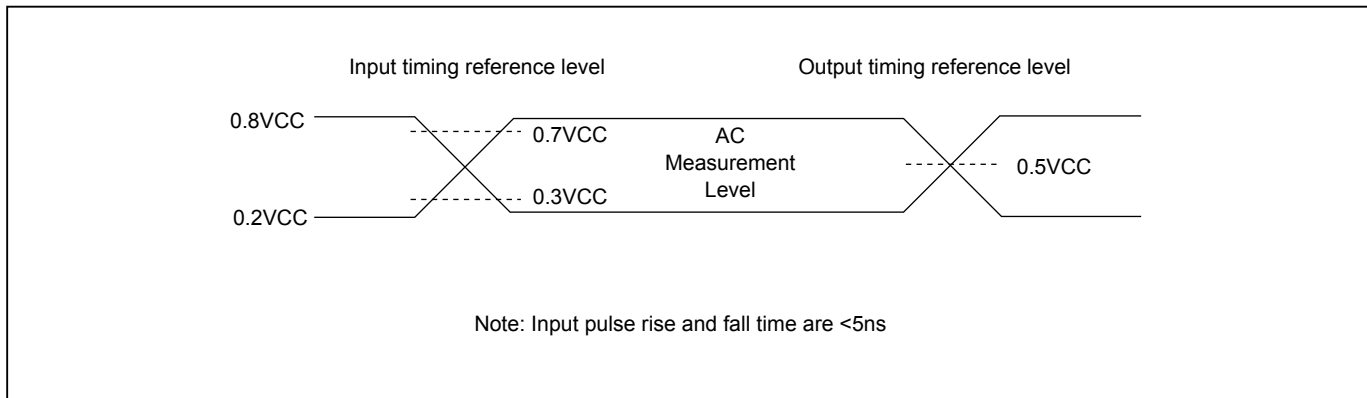 Input timing reference level
Output timing reference level
0.8VCC
0.7VCC
AC
Measurement
Level
0.5VCC
0.3VCC
0.2VCC
Note: Input pulse rise and fall time are <5ns